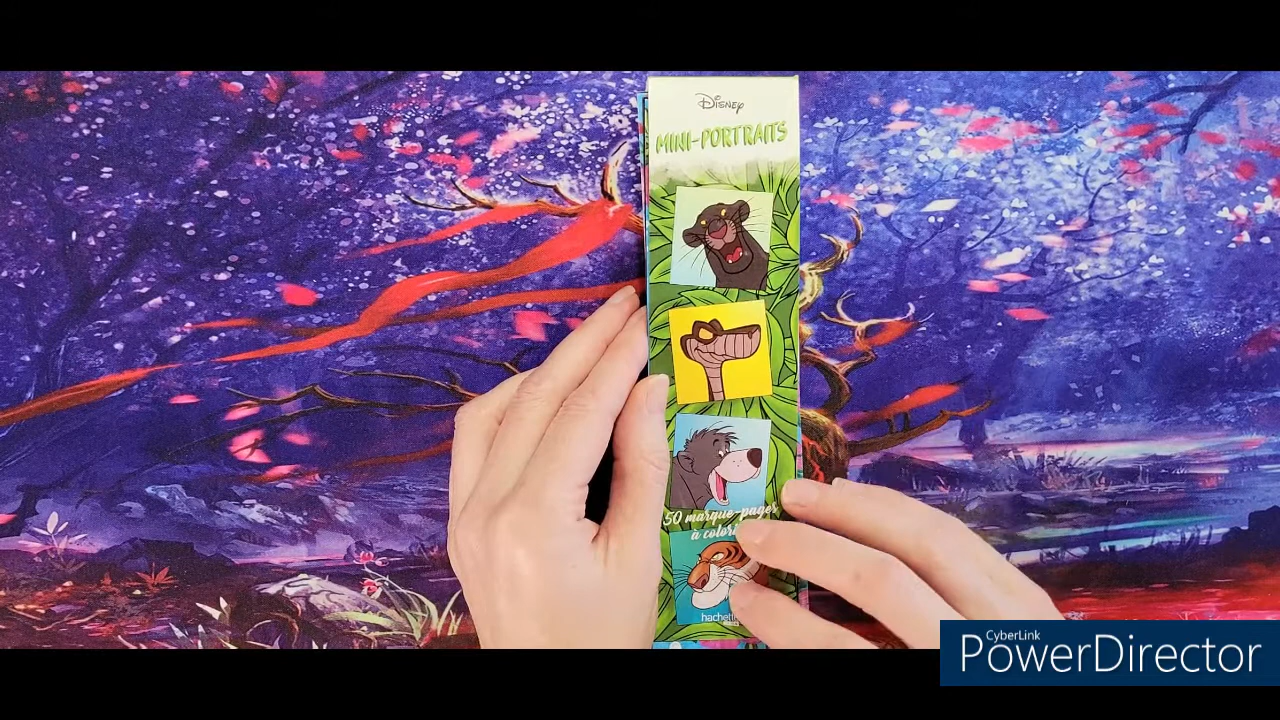 Disney
MINI-PORTRAITS
50 marque-pages
hachette
CyberLink
PowerDirector